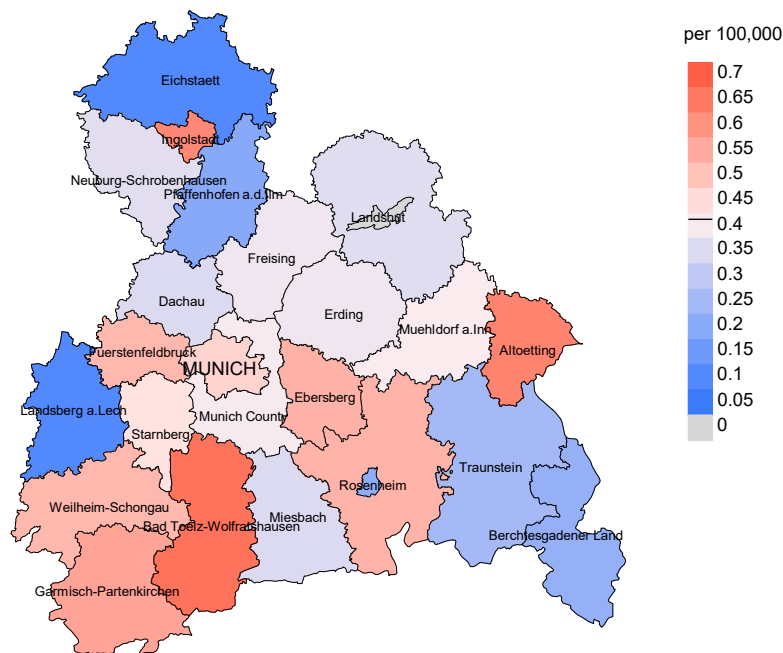 per 100,000
0.7
0.65
0.6
0.55
0.5
0.45
0.4
0.35
0.3
0.25
0.2
0.15
0.1
0.05
0
Eichstaett
Ingolstadt
Neuburg-Schrobenhausen
Pfaffenhofen a.d.Ilm
Landshut
Freising
Dachau
Erding
Muehldorf a.Inn
Altoetting
Fuerstenfeldbruck
MUNICH
Ebersberg
Landsberg a.Lech
Munich County
Starnberg
Traunstein
Rosenheim
Weilheim-Schongau
Miesbach
Bad Toelz-Wolfratshausen
Berchtesgadener Land
Garmisch-Partenkirchen